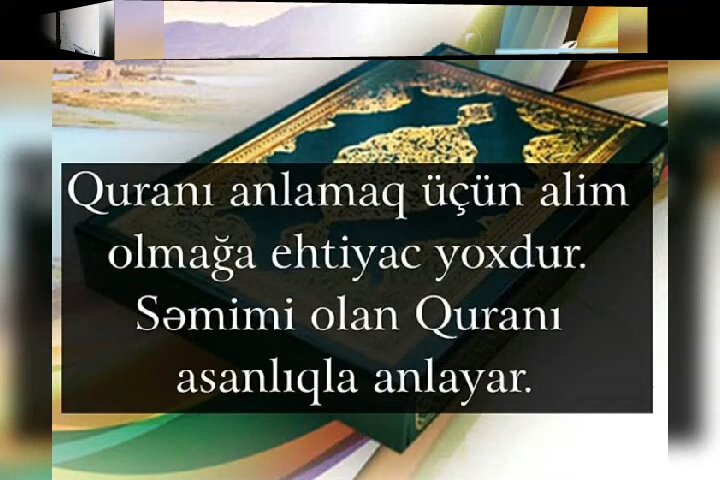 Quranı anlamaq üçün alim
olmağa ehtiyac yoxdur.
Səmimi olan Quranı
asanlıqla anlayar.